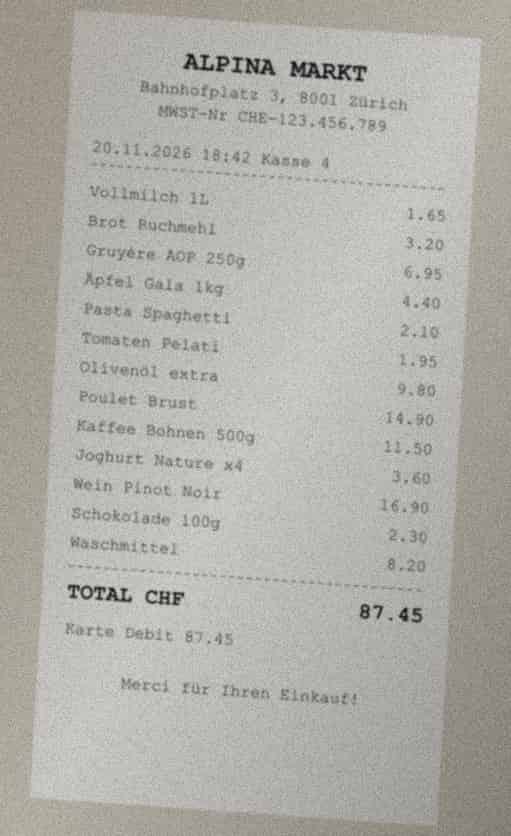 ALPINA MARKT
Bahnhofplatz 3, 8001 Zürich
MWST-Nr CHE-123.456.789
20.11.2026 18:42 Kasse 4
Vollmilch 1L 1.65
Brot Ruchmehl 3.20
Gruyère AOP 250g 6.95
Äpfel Gala 1kg 4.40
Pasta Spaghetti 2.10
Tomaten Pelati 1.95
Olivenöl extra 9.80
Poulet Brust 14.90
Kaffee Bohnen 500g 11.50
Joghurt Nature x4 3.60
Wein Pinot Noir 16.90
Schokolade 100g 2.30
Waschmittel 8.20
TOTAL CHF 87.45
Karte Debit 87.45
Merci für Ihren Einkauf!